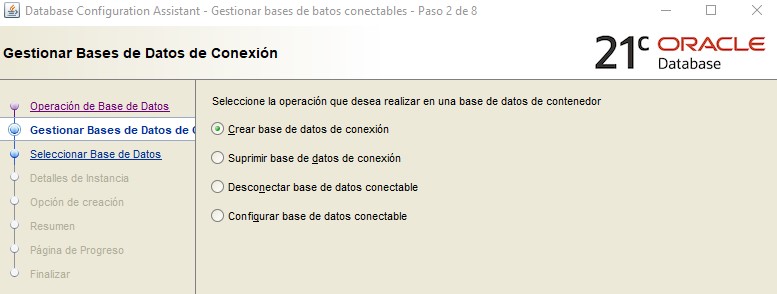 Database Configuration Assistant - Gestionar bases de batos conectables - Paso 2 de 8
Gestionar Bases de Datos de Conexión
21c ORACLE
Database
Operación de Base de Datos
Gestionar Bases de Datos de C
Seleccionar Base de Datos
Detalles de Instancia
Opción de creación
Resumen
Página de Progreso
Finalizar
Seleccione la operación que desea realizar en una base de datos de contenedor
Crear base de datos de conexión
Suprimir base de datos de conexión
Desconectar base de datos conectable
Configurar base de datos conectable